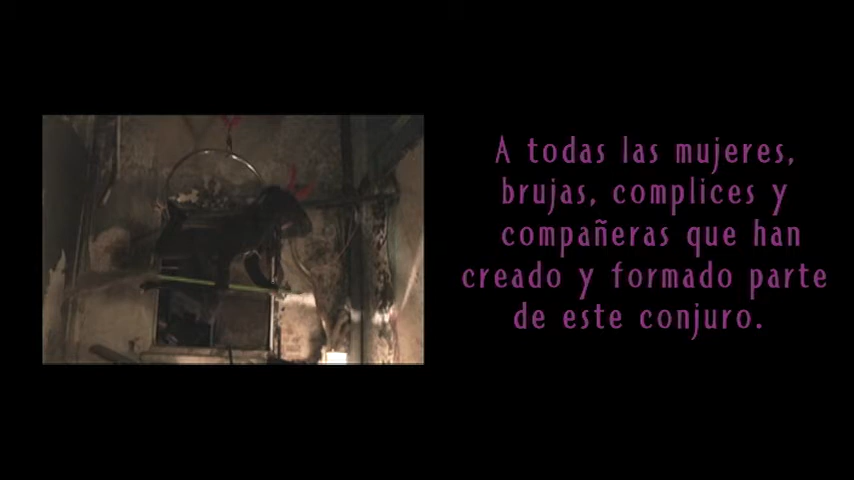 A todas las mujeres,
brujas, complices y
compañeras que han
creado y formado parte
de este conjuro.